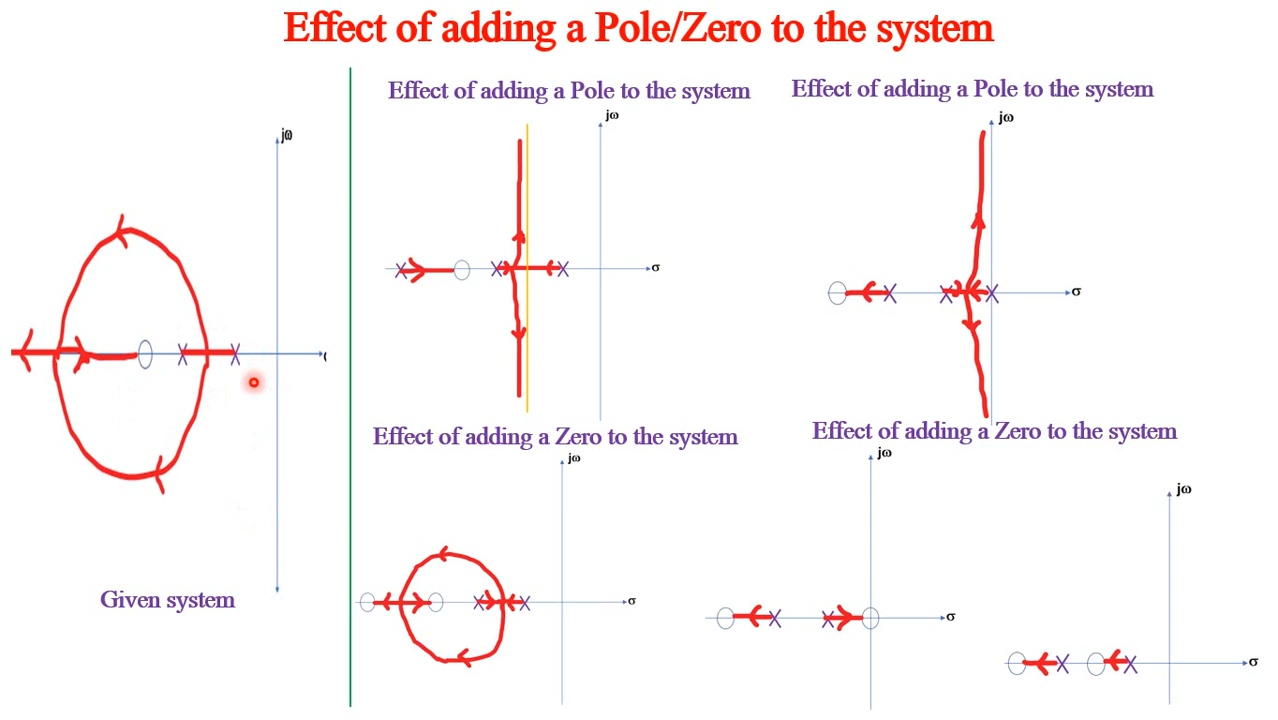 Effect of adding a Pole/Zero to the system
Effect of adding a Pole to the system
Effect of adding a Pole to the system
jω
jω
jω
σ
σ
Effect of adding a Zero to the system
Effect of adding a Zero to the system
jω
jω
jω
Given system
σ
σ
σ